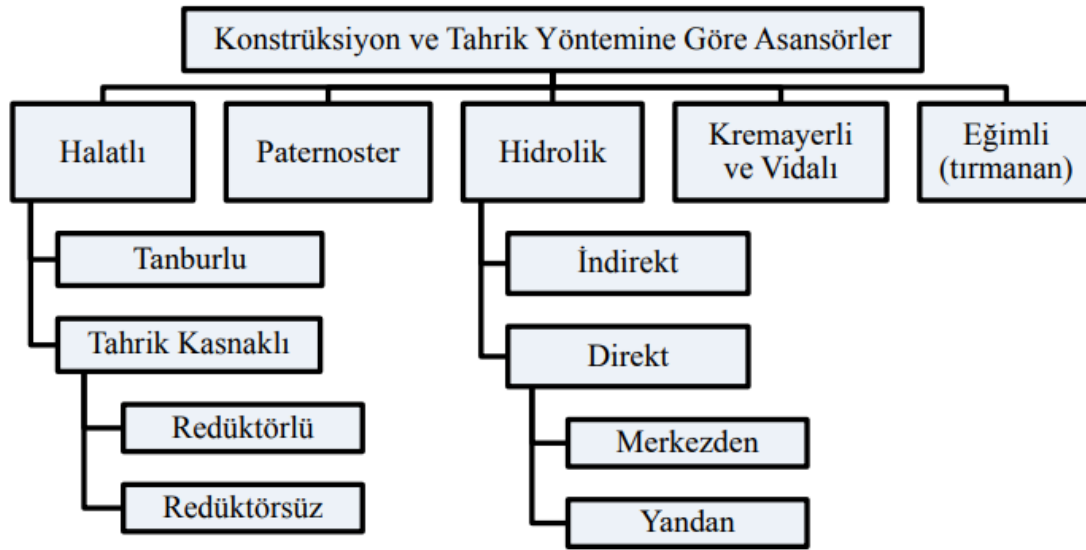 Konstrüksiyon ve Tahrik Yöntemine Göre Asansörler
Halatlı
Paternoster
Hidrolik
Kremayerli
ve Vidalı
Eğimli
(tırmanan)
Tanburlu
Tahrik Kasnaklı
Redüktörlü
Redüktörsüz
İndirekt
Direkt
Merkezden
Yandan